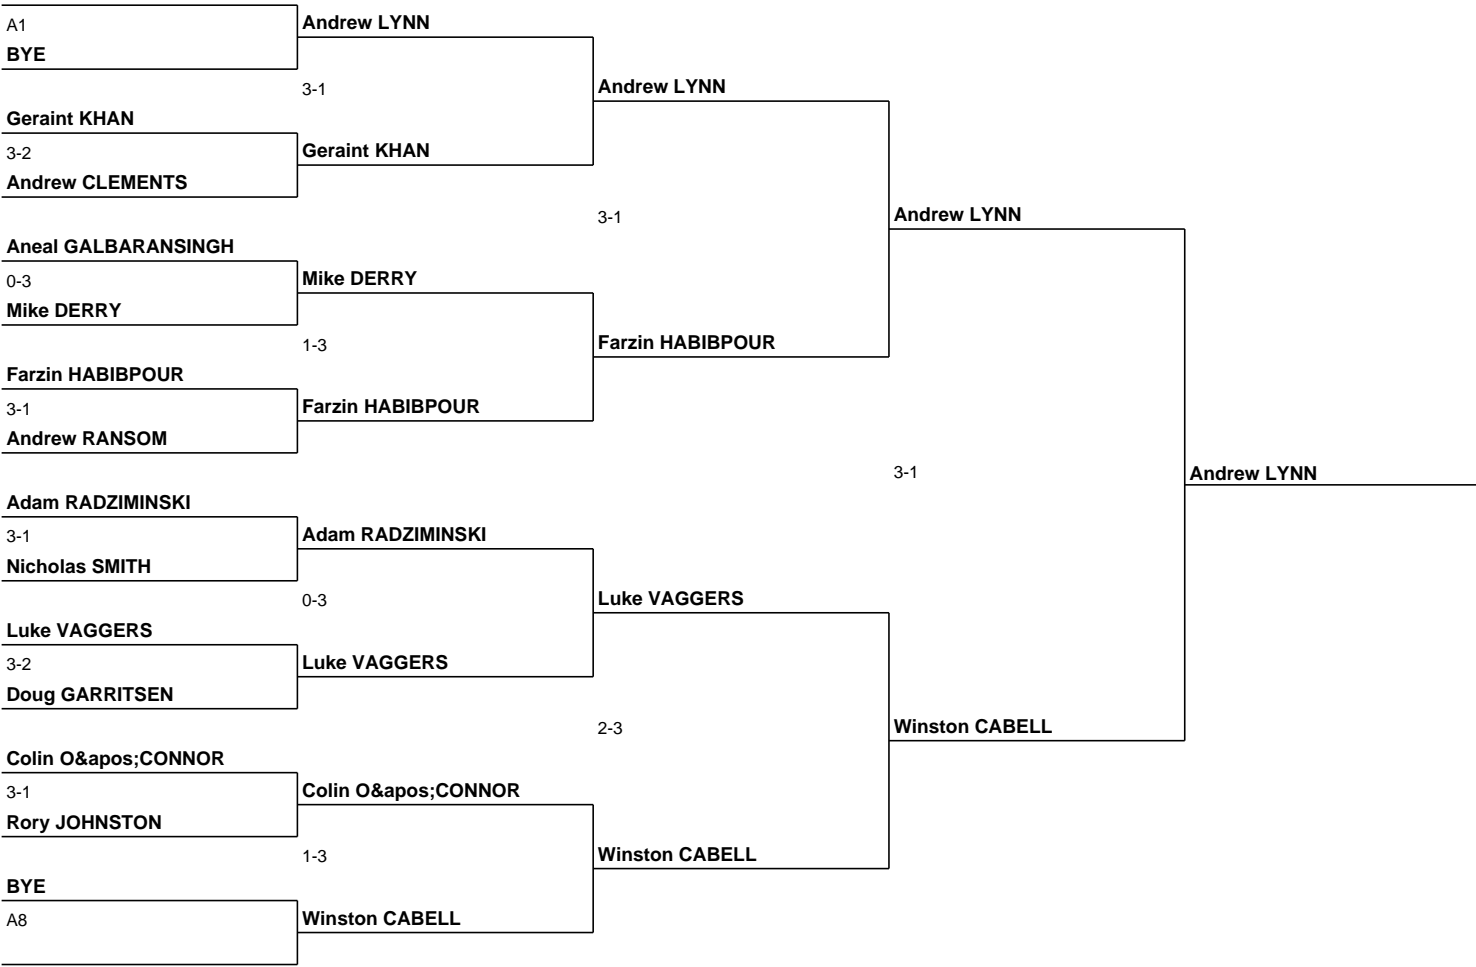 A1
BYE
Geraint KHAN
3-2
Andrew CLEMENTS
Aneal GALBARANSINGH
0-3
Mike DERRY
Farzin HABIBPOUR
3-1
Andrew RANSOM
Adam RADZIMINSKI
3-1
Nicholas SMITH
Luke VAGGERS
3-2
Doug GARRITSEN
Colin O&apos;CONNOR
3-1
Rory JOHNSTON
BYE
A8
Andrew LYNN
3-1
Geraint KHAN
Mike DERRY
1-3
Farzin HABIBPOUR
Adam RADZIMINSKI
0-3
Luke VAGGERS
Colin O&apos;CONNOR
1-3
Winston CABELL
Andrew LYNN
3-1
Farzin HABIBPOUR
Luke VAGGERS
2-3
Winston CABELL
Andrew LYNN
3-1
Winston CABELL
Andrew LYNN